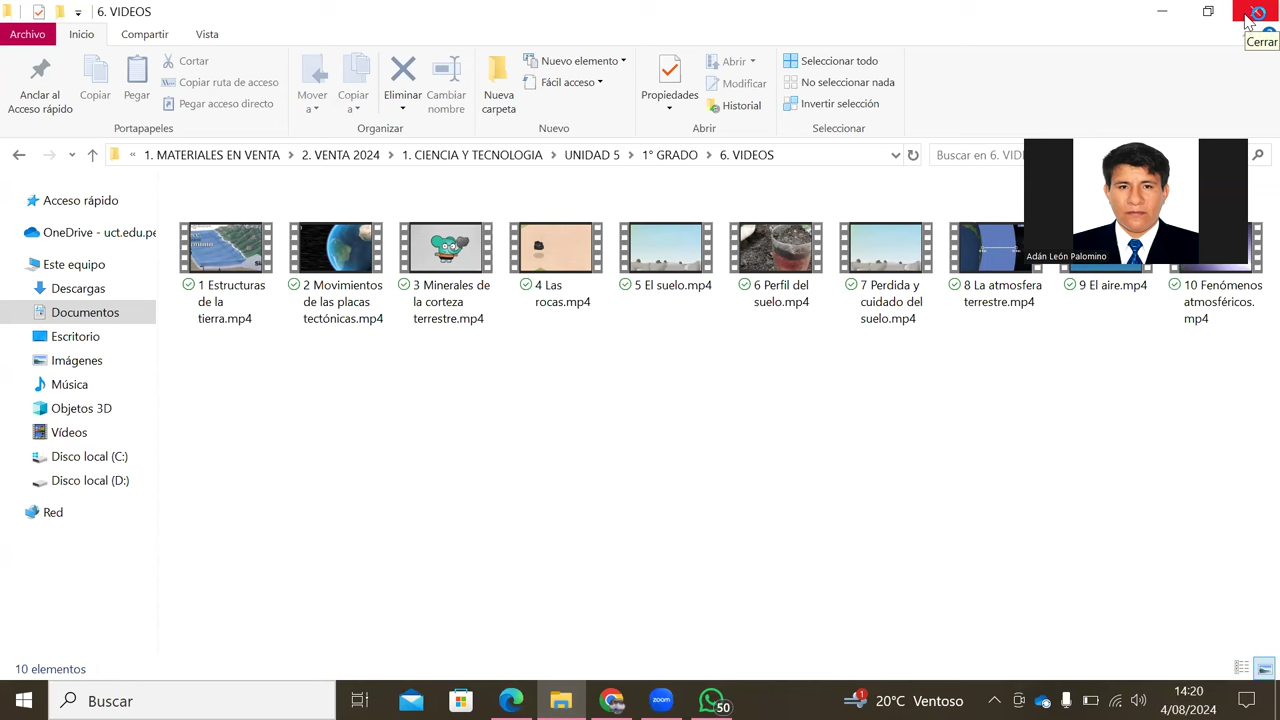 6. VIDEOS
Archivo
Inicio
Compartir
Vista
Cerrar
Anclar al
Acceso rápido
Copiar
Pegar
Cortar
Copiar ruta de acceso
Pegar acceso directo
Portapapeles
Mover
a
Copiar
a
Eliminar
Cambiar
nombre
Organizar
Nueva
carpeta
Nuevo elemento
Fácil acceso
Nuevo
Propiedades
Abrir
Modificar
Historial
Abrir
Seleccionar todo
No seleccionar nada
Invertir selección
Seleccionar
« 1. MATERIALES EN VENTA > 2. VENTA 2024 > 1. CIENCIA Y TECNOLOGIA > UNIDAD 5 > 1° GRADO > 6. VIDEOS
Buscar en 6. VID
Adán León Palomino
Acceso rápido
OneDrive - uct.edu.pe
Este equipo
Descargas
Documentos
Escritorio
Imágenes
Música
Objetos 3D
Vídeos
Disco local (C:)
Disco local (D:)
Red
1 Estructuras
de la
tierra.mp4
2 Movimientos
de las placas
tectónicas.mp4
3 Minerales de
la corteza
terrestre.mp4
4 Las
rocas.mp4
5 El suelo.mp4
6 Perfil del
suelo.mp4
7 Perdida y
cuidado del
suelo.mp4
8 La atmosfera
terrestre.mp4
9 El aire.mp4
10 Fenómenos
atmosféricos.
mp4
10 elementos
Buscar
zoom
50
1
20°C Ventoso
14:20
4/08/2024